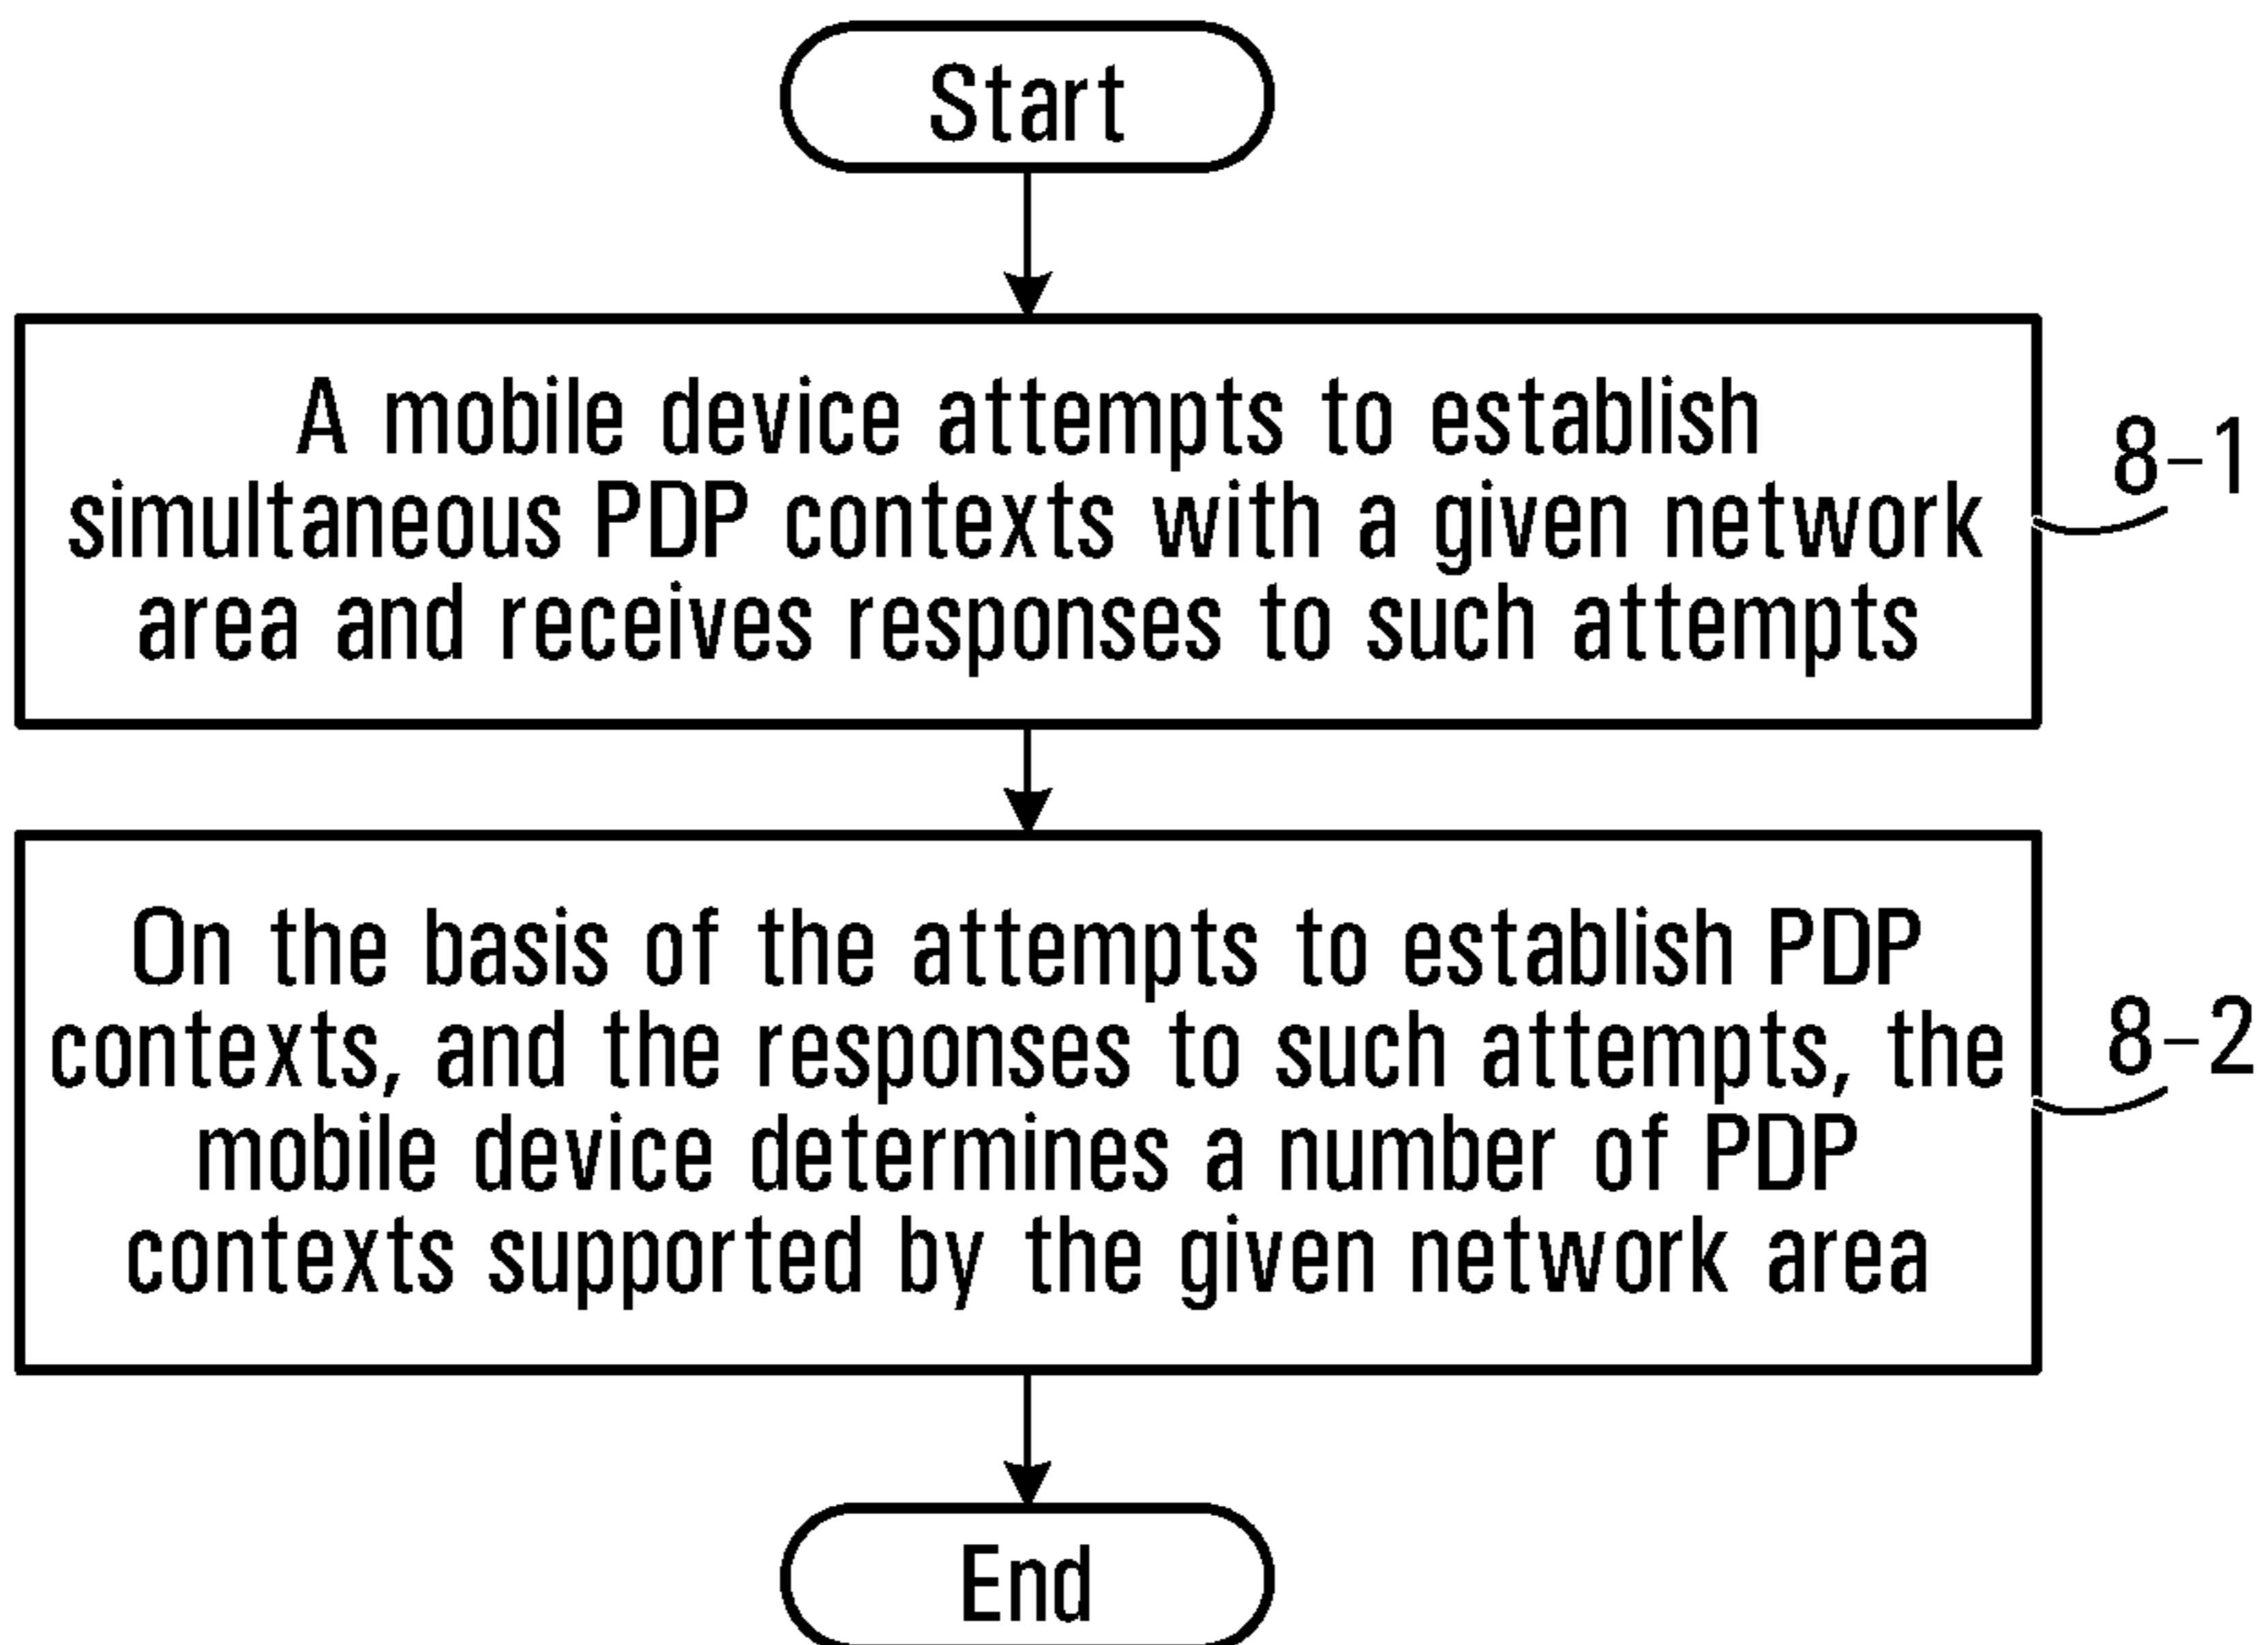 Start
A mobile device attempts to establish
simultaneous PDP contexts with a given network
area and receives responses to such attempts
8-1
On the basis of the attempts to establish PDP
contexts, and the responses to such attempts, the
mobile device determines a number of PDP
contexts supported by the given network area
8-2
End